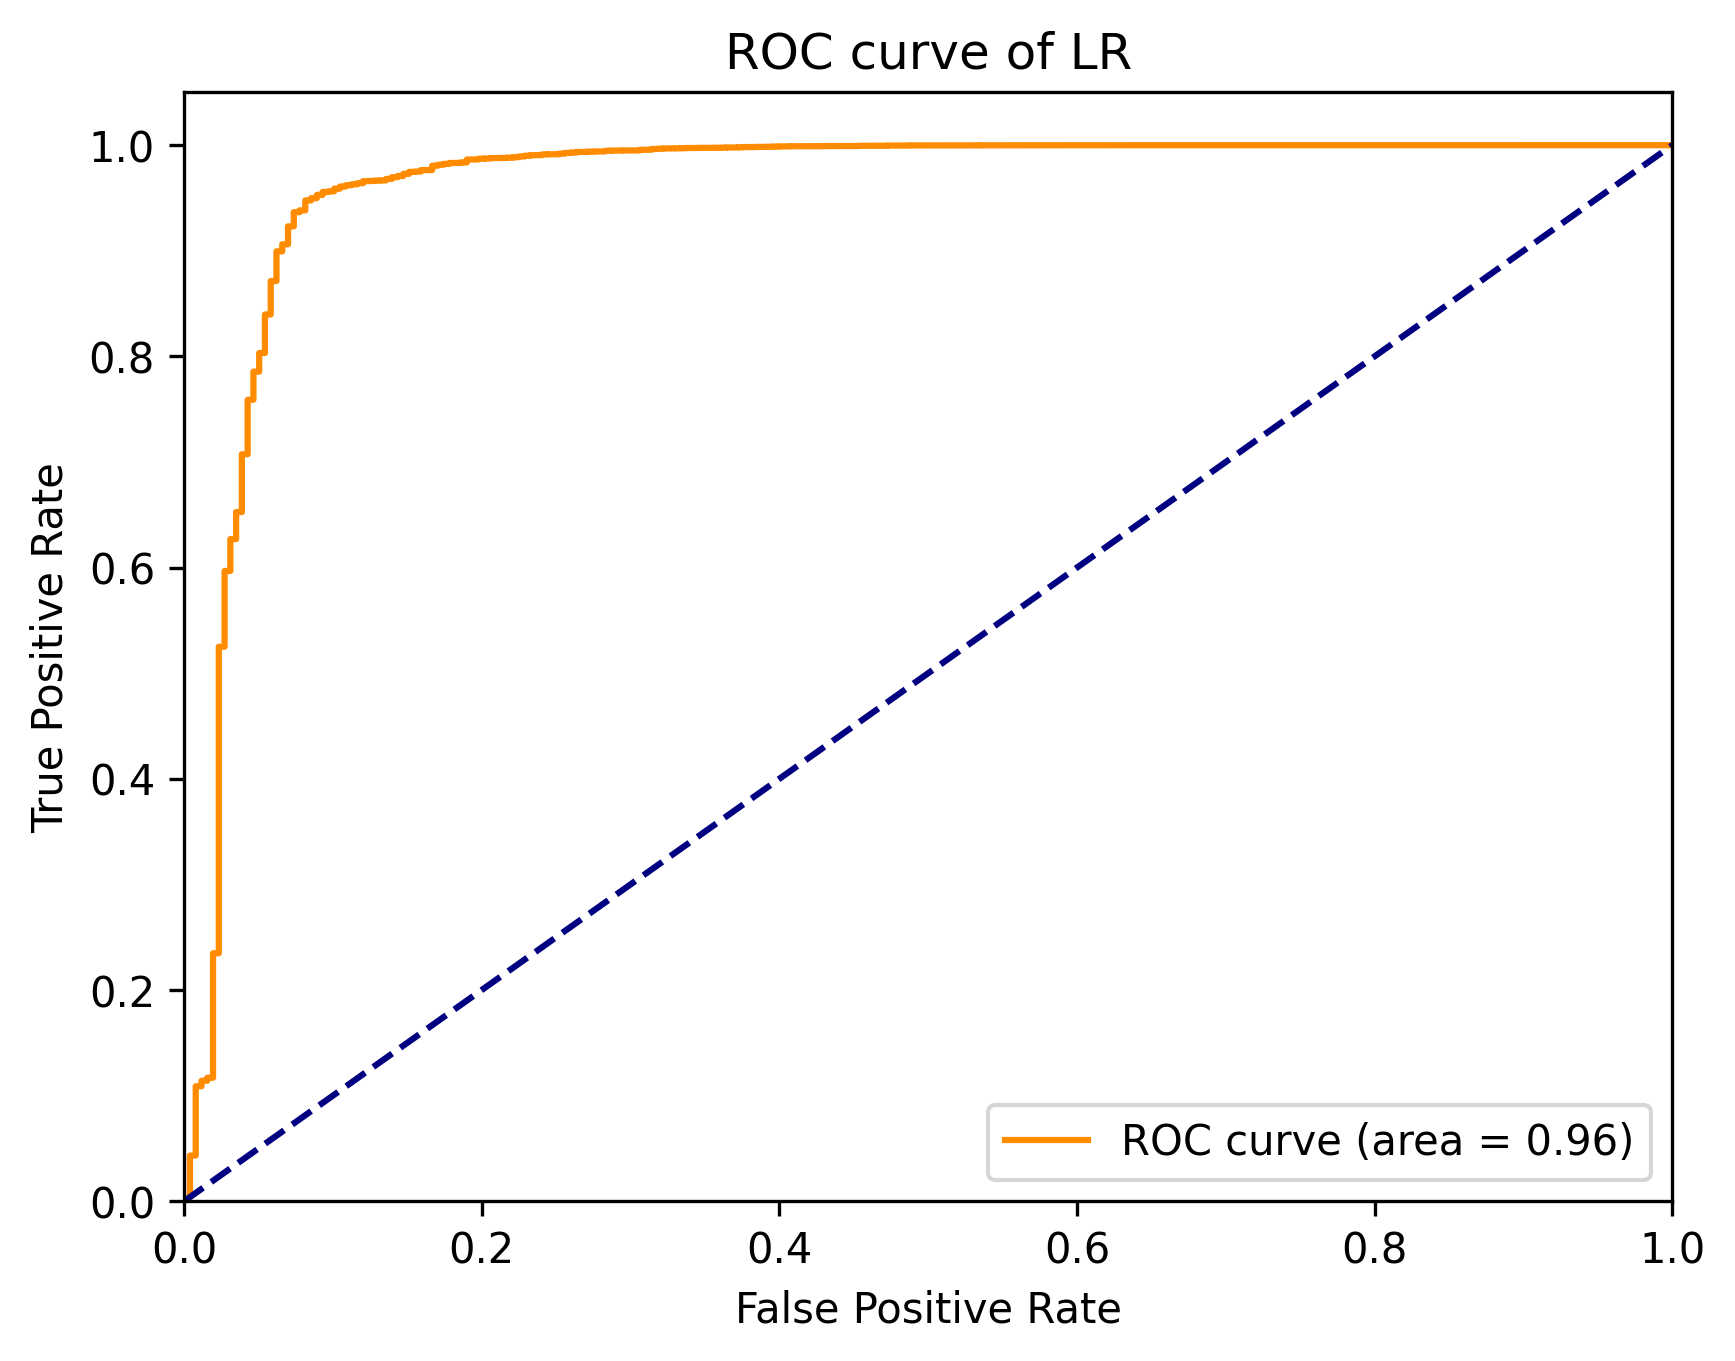 ROC curve of LR
True Positive Rate
1.0
0.8
0.6
0.4
0.2
0.0
ROC curve (area = 0.96)
0.0 0.2 0.4 0.6 0.8 1.0
False Positive Rate